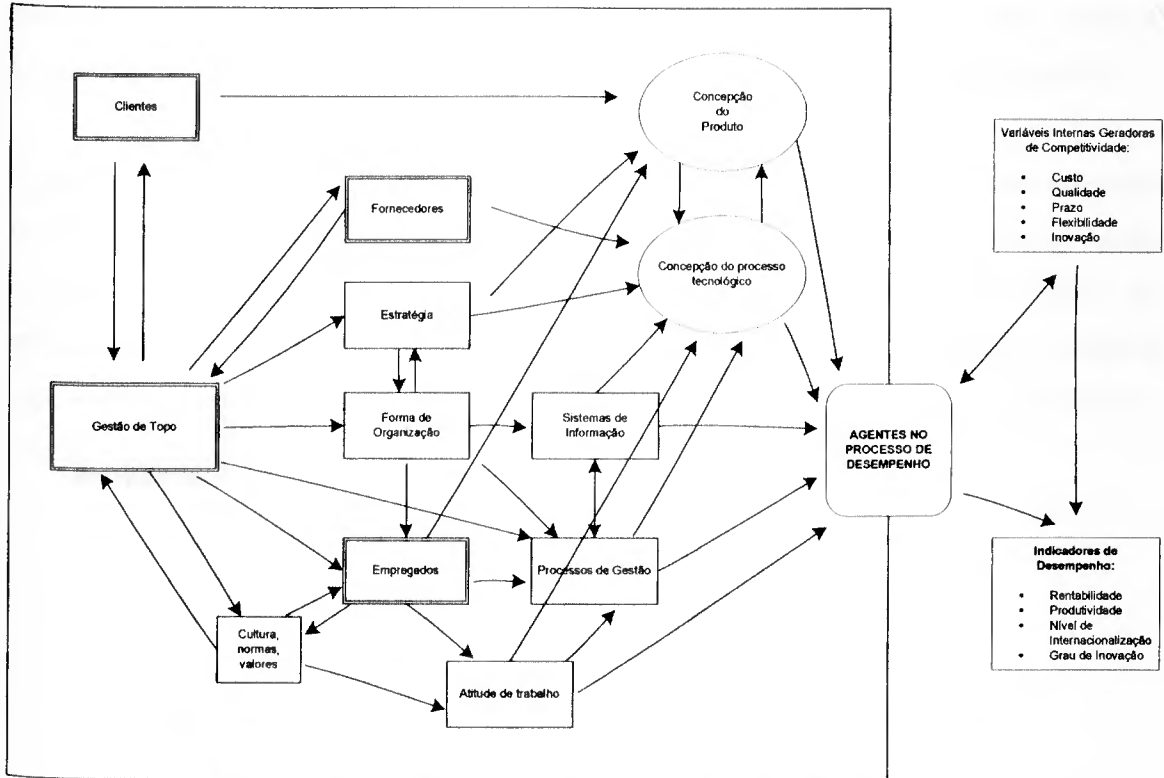 Clientes
Concepção
do
Produto
Variáveis Internas Geradoras
de Competitividade:
• Custo
• Qualidade
• Prazo
• Flexibilidade
• Inovação
Fornecedores
Concepção do processo
tecnológico
Estratégia
Gestão de Topo
Forma de
Organização
Sistemas de
Informação
AGENTES NO
PROCESSO DE
DESEMPENHO
Empregados
Processos de Gestão
Indicadores de
Desempenho:
• Rentabilidade
• Produtividade
• Nível de
Internacionalização
• Grau de Inovação
Cultura,
normas,
valores
Atitude de trabalho